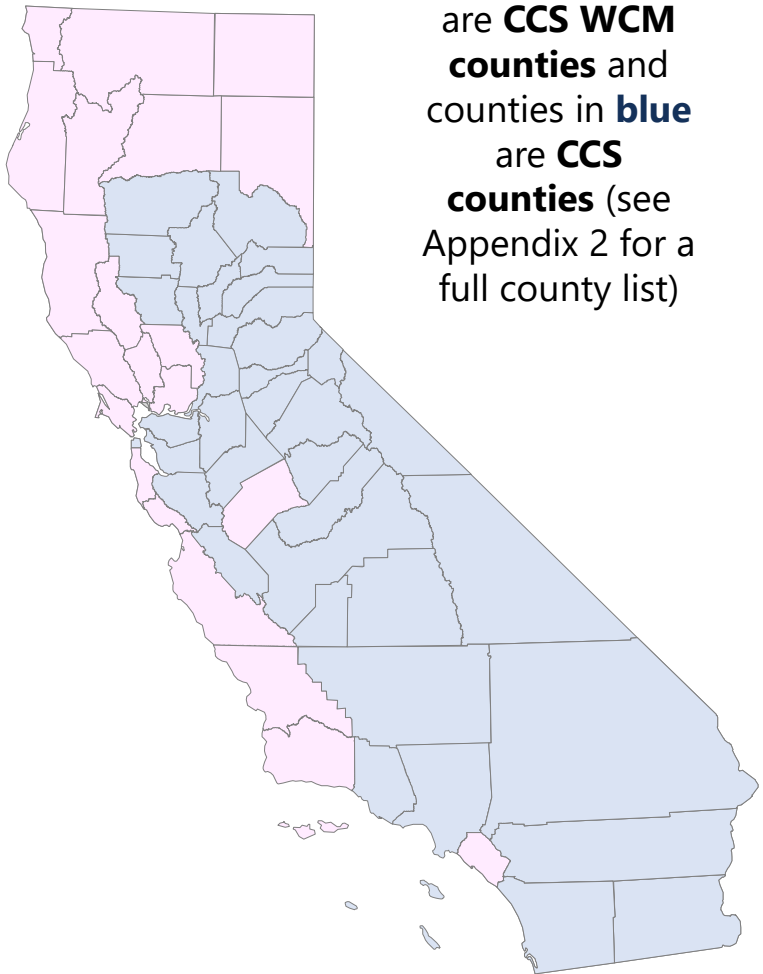 are CCS WCM
counties and
counties in blue
are CCS
counties (see
Appendix 2 for a
full county list)